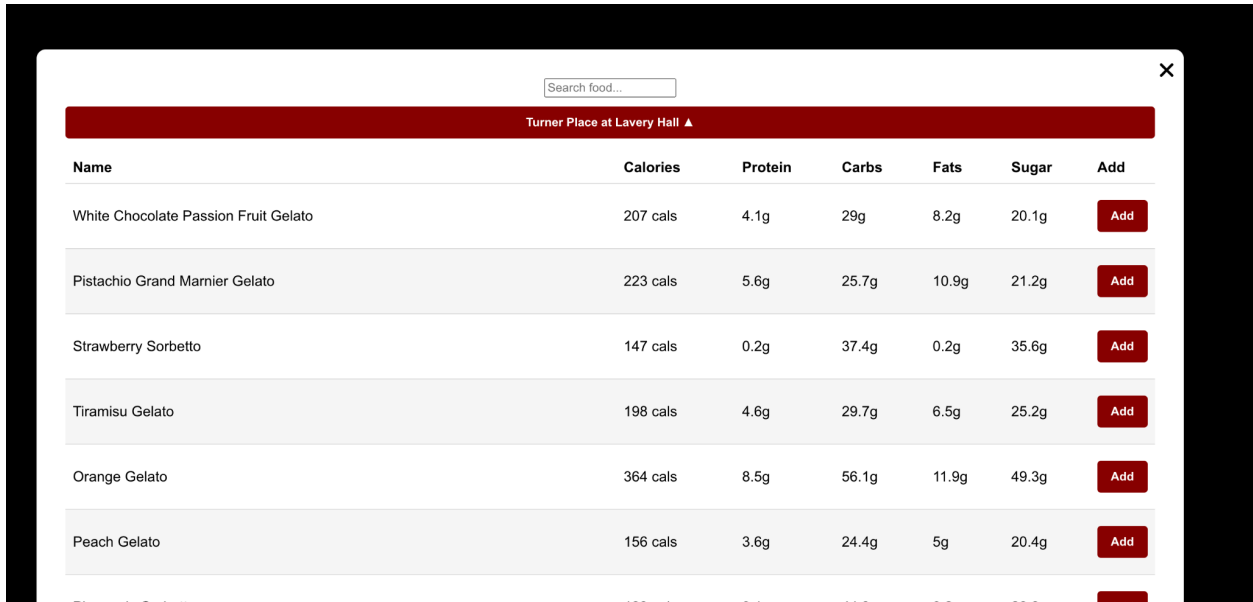 ×
Search food...
Turner Place at Lavery Hall ▲
Name Calories Protein Carbs Fats Sugar Add
White Chocolate Passion Fruit Gelato 207 cals 4.1g 29g 8.2g 20.1g Add
Pistachio Grand Marnier Gelato 223 cals 5.6g 25.7g 10.9g 21.2g Add
Strawberry Sorbetto 147 cals 0.2g 37.4g 0.2g 35.6g Add
Tiramisu Gelato 198 cals 4.6g 29.7g 6.5g 25.2g Add
Orange Gelato 364 cals 8.5g 56.1g 11.9g 49.3g Add
Peach Gelato 156 cals 3.6g 24.4g 5g 20.4g Add